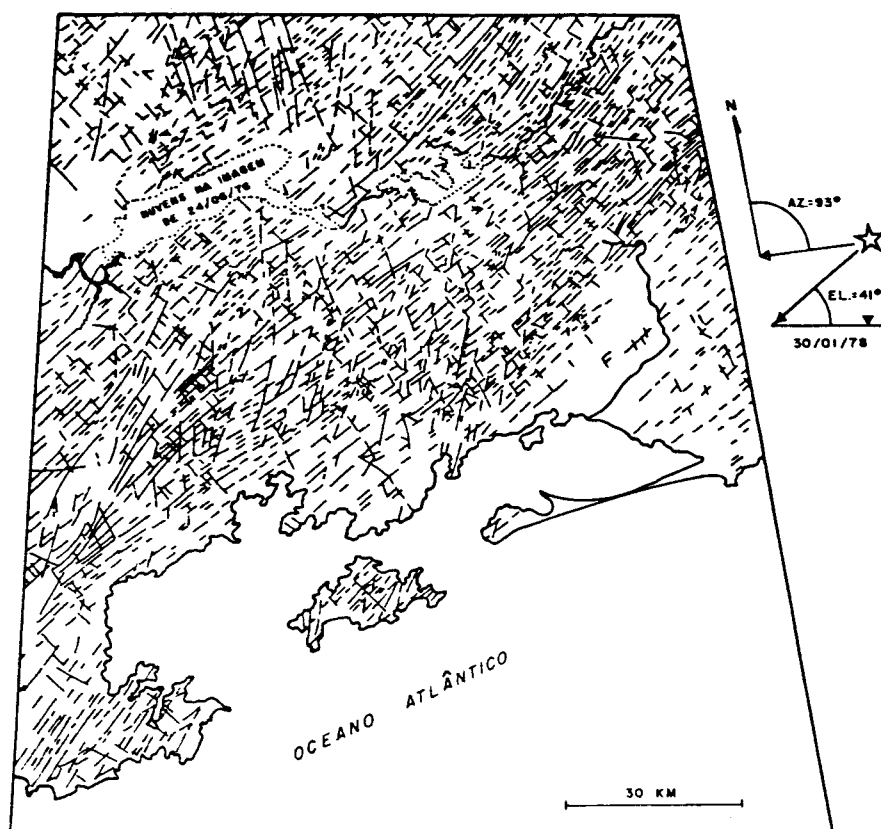 NUVENS NA IMAGEM
DE 24/06/76
N
AZ.=93°
EL.=41°
30/01/78
F
OCEANO ATLÂNTICO
30 KM